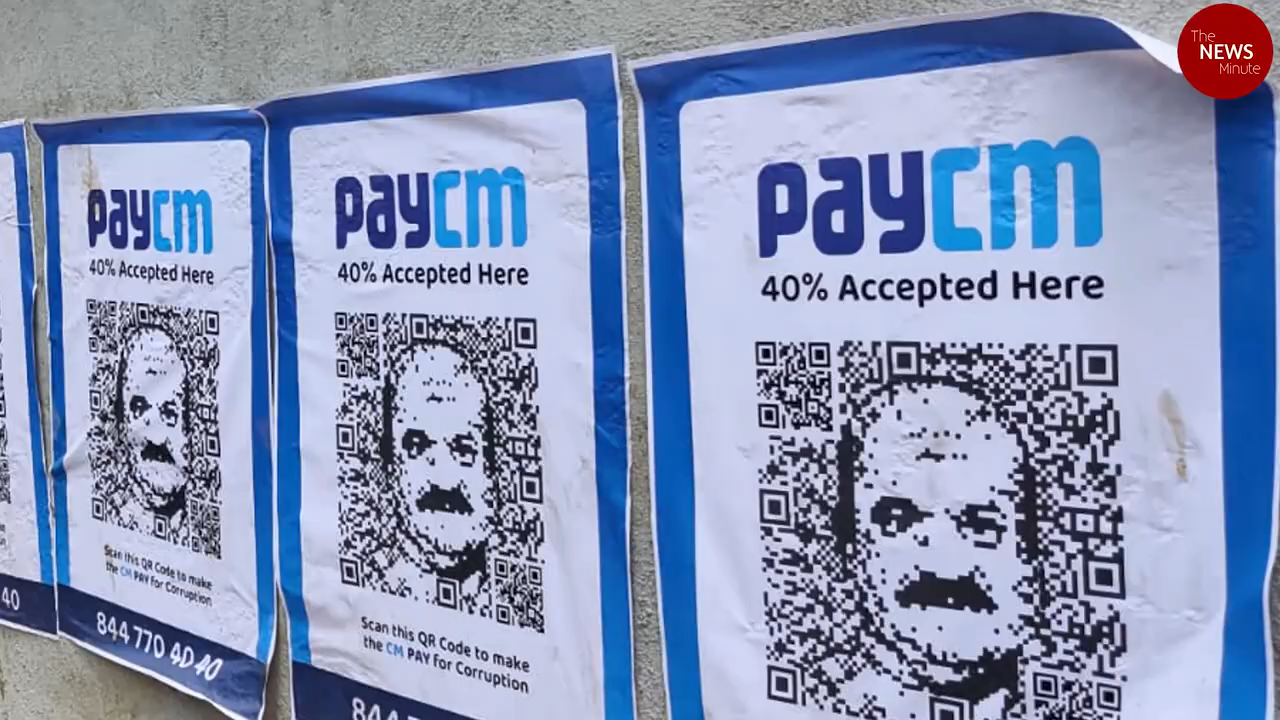 The
NEWS
Minute
paycm
40% Accepted Here
Scan this QR Code to make
the CM PAY for Corruption
844 770 40 40
paycm
40% Accepted Here
Scan this QR Code to make
the CM PAY for Corruption
paycm
40% Accepted Here
40